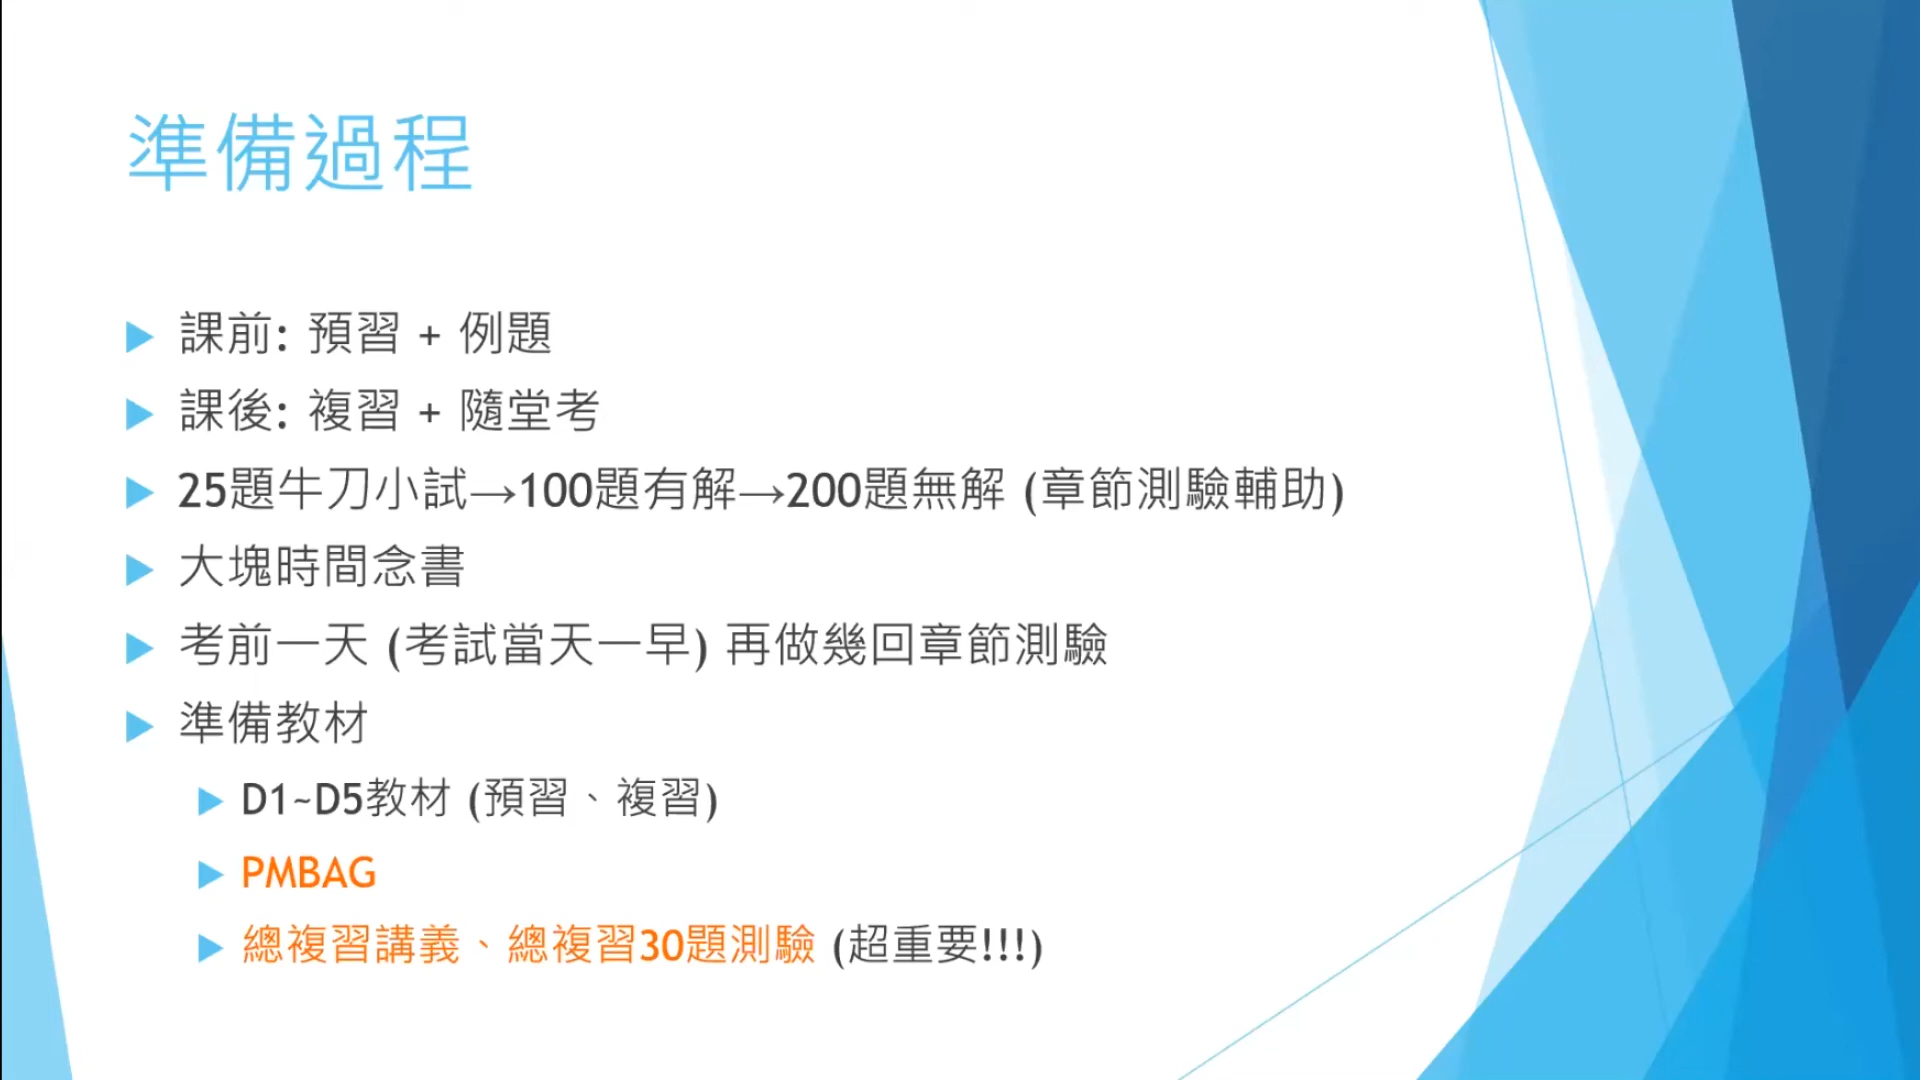 準備過程
課前: 預習 + 例題
課後: 複習 + 隨堂考
25題牛刀小試→100題有解→200題無解 (章節測驗輔助)
大塊時間念書
考前一天 (考試當天一早) 再做幾回章節測驗
準備教材
D1~D5教材 (預習、複習)
PMBAG
總複習講義、總複習30題測驗 (超重要!!!)